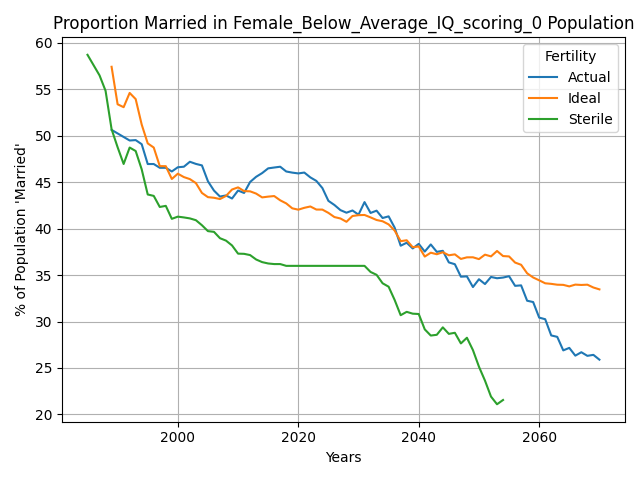 Proportion Married in Female_Below_Average_IQ_scoring_0 Population
% of Population 'Married'
60
55
50
45
40
35
30
25
20
Fertility
Actual
Ideal
Sterile
2000
2020
2040
2060
Years